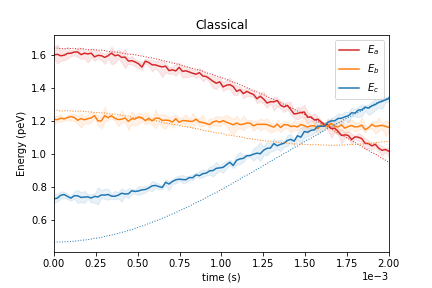 Classical
Energy (peV)
1.6
1.4
1.2
1.0
0.8
0.6
E_a
E_b
E_c
0.00 0.25 0.50 0.75 1.00 1.25 1.50 1.75 2.00
time (s)
1e−3